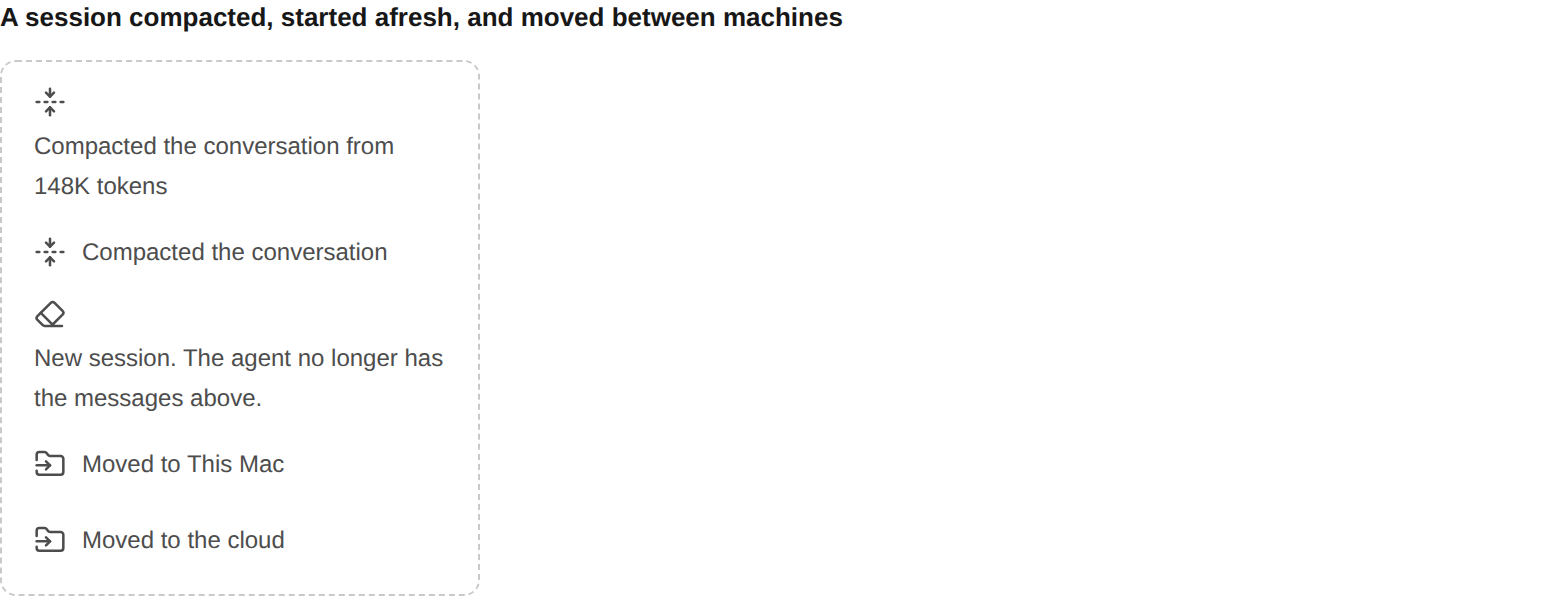 A session compacted, started afresh, and moved between machines
Compacted the conversation from
148K tokens
Compacted the conversation
New session. The agent no longer has
the messages above.
Moved to This Mac
Moved to the cloud